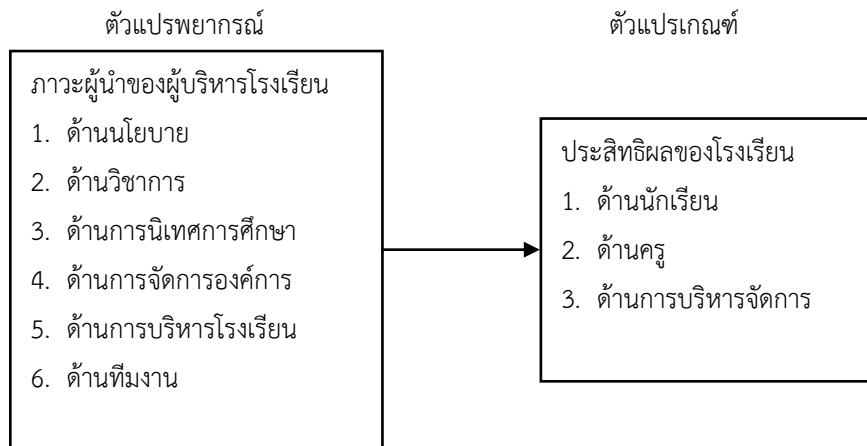 ตัวแปรพยากรณ์
ภาวะผู้นำของผู้บริหารโรงเรียน
1. ด้านนโยบาย
2. ด้านวิชาการ
3. ด้านการนิเทศการศึกษา
4. ด้านการจัดการองค์การ
5. ด้านการบริหารโรงเรียน
6. ด้านทีมงาน
ตัวแปรเกณฑ์
ประสิทธิผลของโรงเรียน
1. ด้านนักเรียน
2. ด้านครู
3. ด้านการบริหารจัดการ